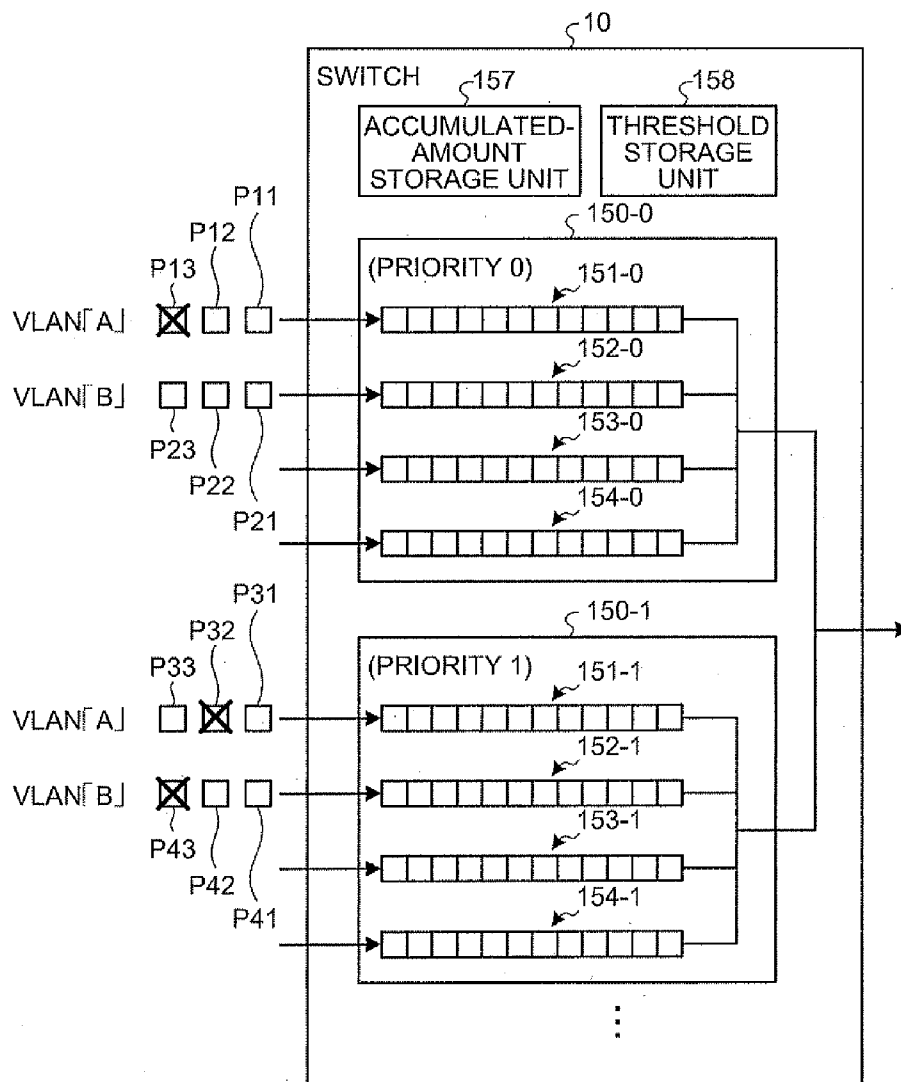 10
SWITCH
157
158
ACCUMULATED-
AMOUNT
STORAGE UNIT
THRESHOLD
STORAGE
UNIT
150-0
(PRIORITY 0)
P11
P12
P13
VLAN｢A｣
151-0
VLAN｢B｣
152-0
P23
P22
P21
153-0
154-0
150-1
(PRIORITY 1)
P31
P32
P33
VLAN｢A｣
151-1
VLAN｢B｣
152-1
P43
P42
P41
153-1
154-1